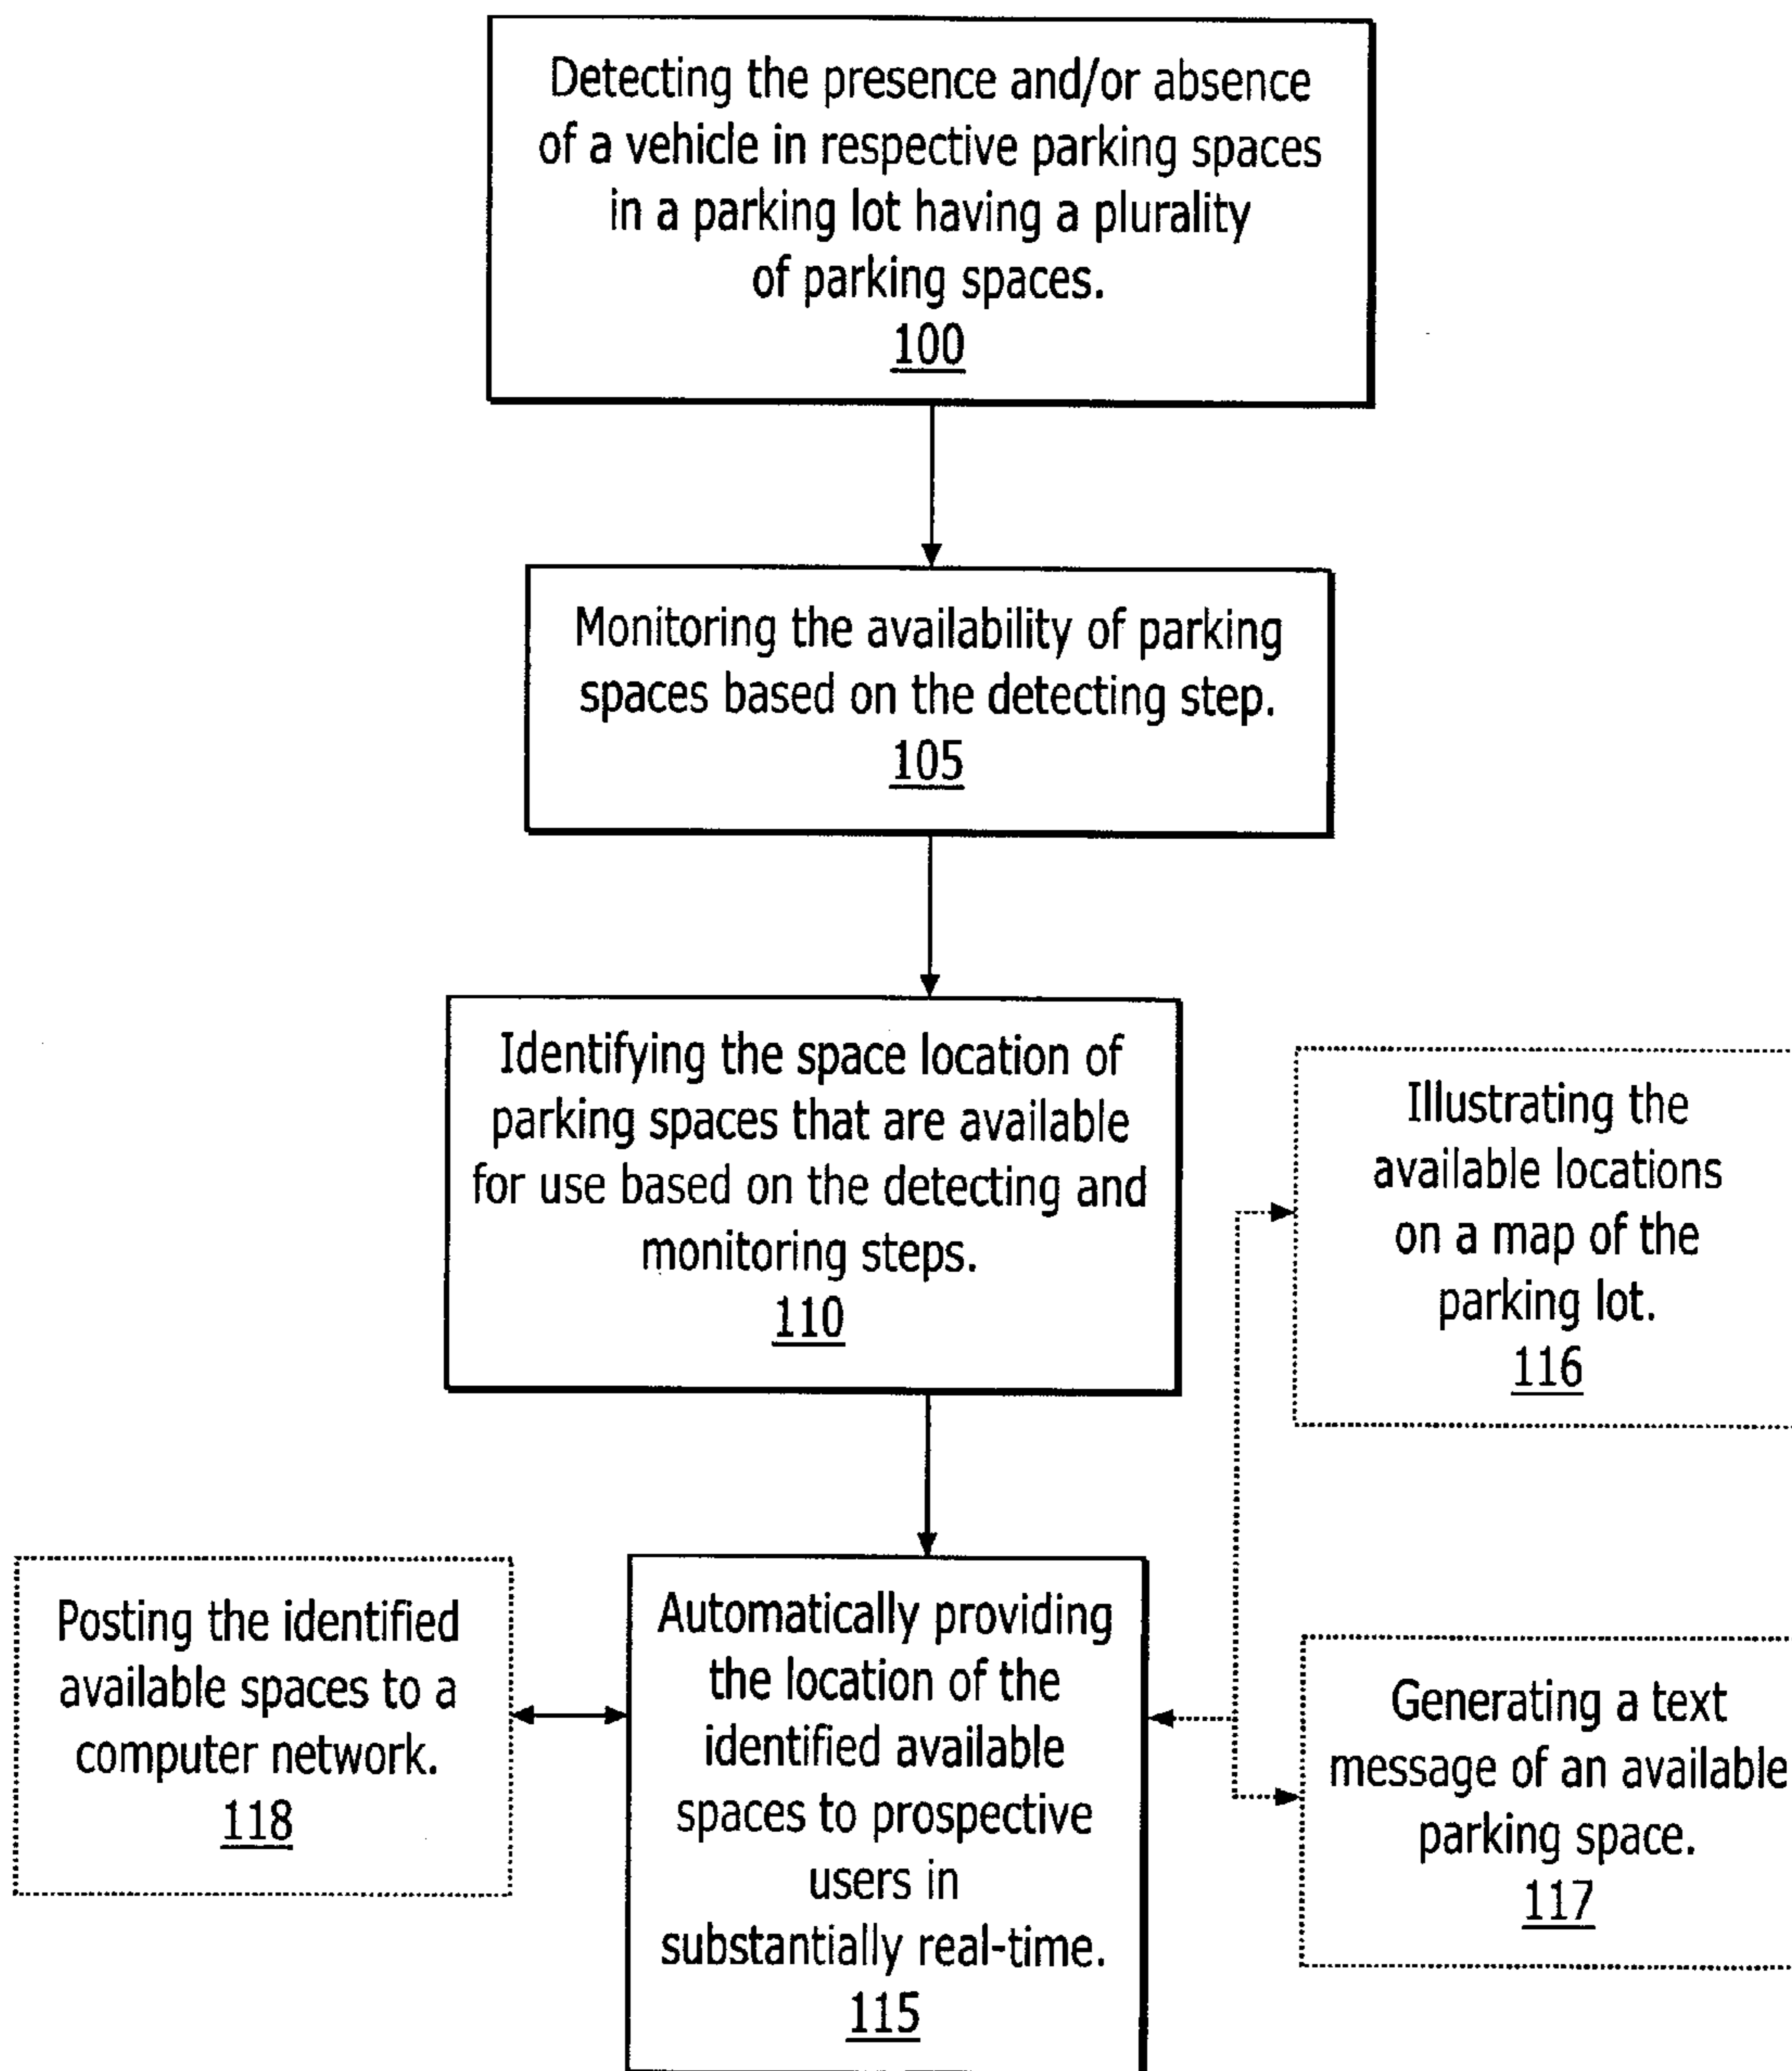 Detecting the presence and/or absence
of a vehicle in respective parking spaces
in a parking lot having a plurality
of parking spaces.
100
Monitoring the availability of parking
spaces based on the detecting step.
105
Identifying the space location of
parking spaces that are available
for use based on the detecting and
monitoring steps.
110
Illustrating the
available locations
on a map of the
parking lot.
116
Posting the identified
available spaces to a
computer network.
118
Automatically providing
the location of the
identified available
spaces to prospective
users in
substantially real-time.
115
Generating a text
message of an available
parking space.
117